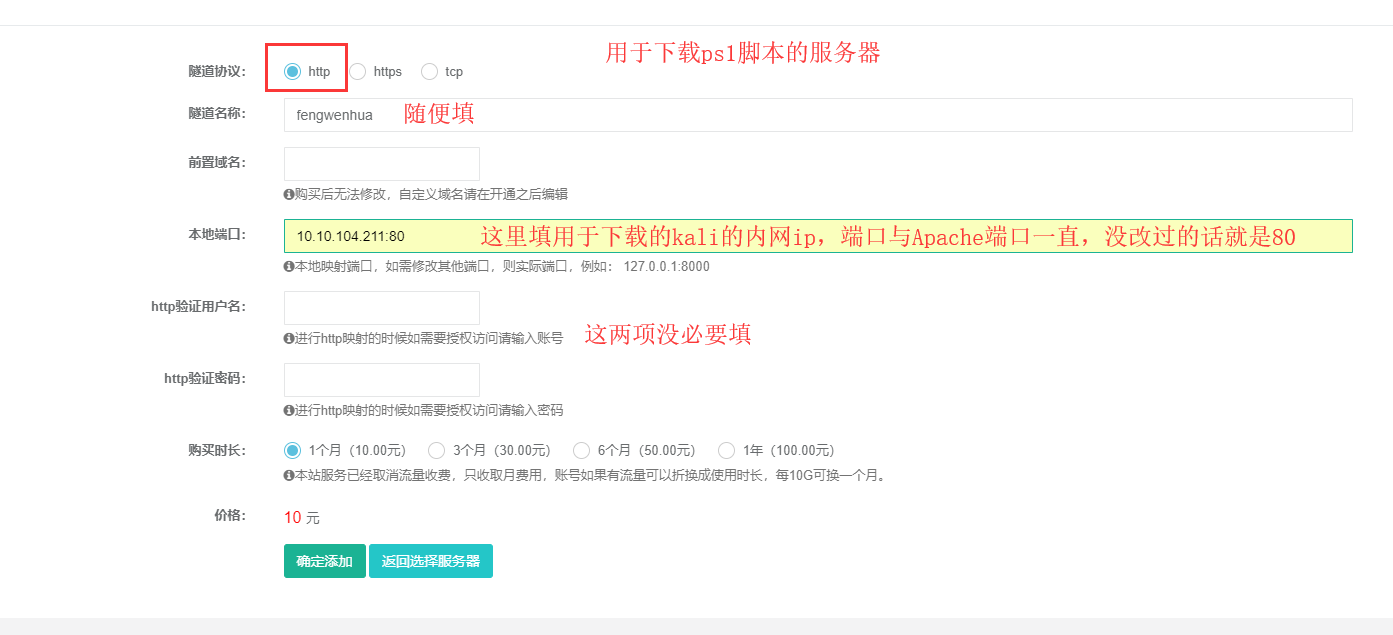 用于下载ps1脚本的服务器
隧道协议： http https tcp
隧道名称： fengwenhua 随便填
前置域名：
购买后无法修改，自定义域名请在开通之后编辑
本地端口： 10.10.104.211:80 这里填用于下载的kali的内网ip，端口与Apache端口一直，没改过的话就是80
本地映射端口，如需修改其他端口，则实际端口，例如： 127.0.0.1:8000
http验证用户名：
进行http映射的时候如需要授权访问请输入账号 这两项没必要填
http验证密码：
进行http映射的时候如需要授权访问请输入密码
购买时长： 1个月（10.00元） 3个月（30.00元） 6个月（50.00元） 1年（100.00元）
本站服务已经取消流量收费，只收取月费用，账号如果有流量可以折换成使用时长，每10G可换一个月。
价格： 10 元
确定添加 返回选择服务器